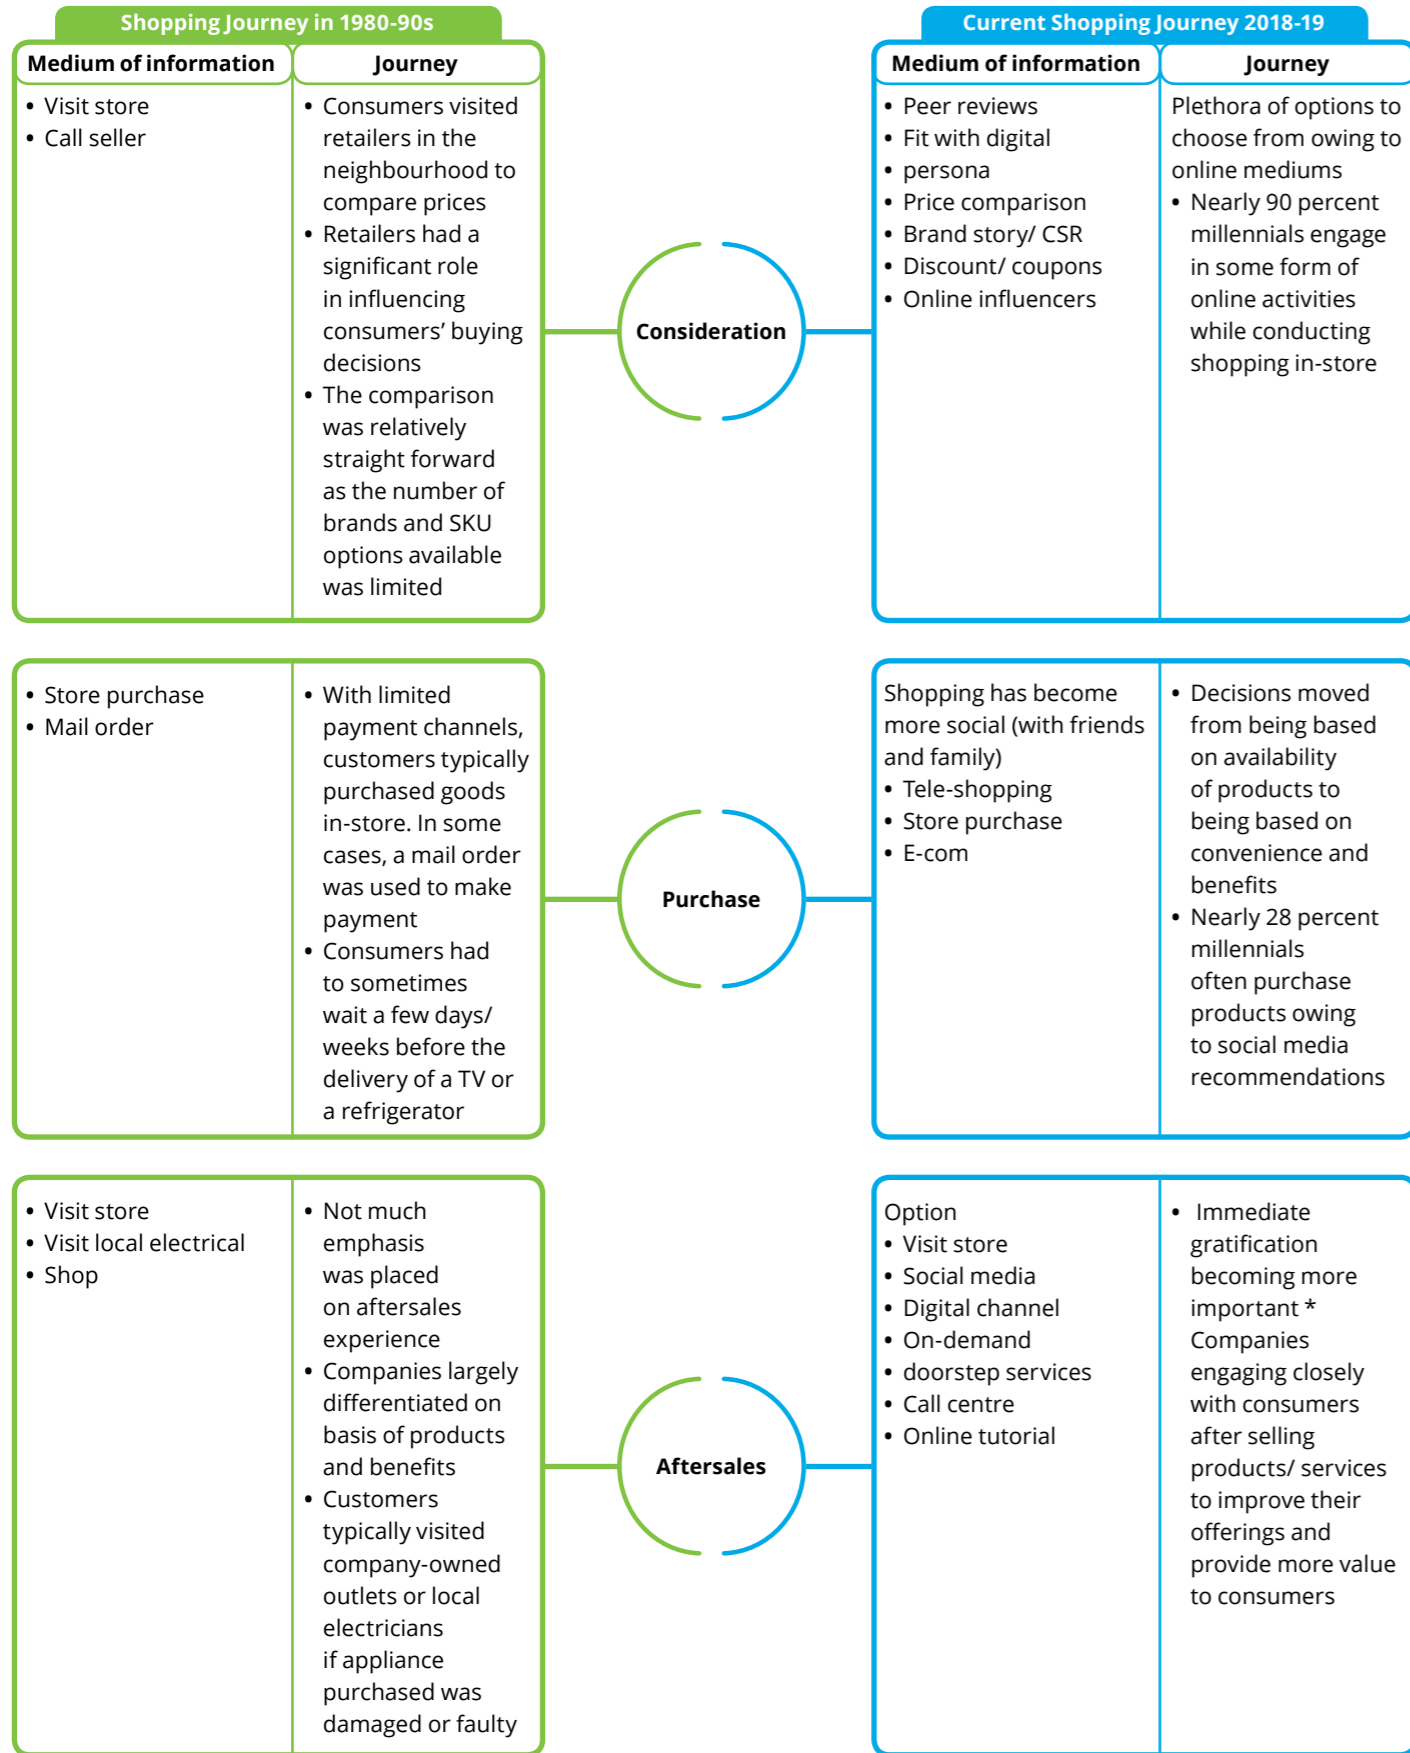 Shopping Journey in 1980-90s
Medium of information
Journey
• Visit store
• Call seller
• Consumers visited
retailers in the
neighbourhood to
compare prices
• Retailers had a
significant role
in influencing
consumers’ buying
decisions
• The comparison
was relatively
straight forward
as the number of
brands and SKU
options available
was limited
Consideration
Current Shopping Journey 2018-19
Medium of information
Journey
• Peer reviews
• Fit with digital
• persona
• Price comparison
• Brand story/ CSR
• Discount/ coupons
• Online influencers
Plethora of options to
choose from owing to
online mediums
• Nearly 90 percent
millennials engage
in some form of
online activities
while conducting
shopping in-store
• Store purchase
• Mail order
• With limited
payment channels,
customers typically
purchased goods
in-store. In some
cases, a mail order
was used to make
payment
• Consumers had
to sometimes
wait a few days/
weeks before the
delivery of a TV or
a refrigerator
Purchase
Shopping has become
more social (with friends
and family)
• Tele-shopping
• Store purchase
• E-com
• Decisions moved
from being based
on availability
of products to
being based on
convenience and
benefits
• Nearly 28 percent
millennials
often purchase
products owing
to social media
recommendations
• Visit store
• Visit local electrical
• Shop
• Not much
emphasis
was placed
on aftersales
experience
• Companies largely
differentiated on
basis of products
and benefits
• Customers
typically visited
company-owned
outlets or local
electricians
if appliance
purchased was
damaged or faulty
Aftersales
Option
• Visit store
• Social media
• Digital channel
• On-demand
• doorstep services
• Call centre
• Online tutorial
• Immediate
gratification
becoming more
important *
Companies
engaging closely
with consumers
after selling
products/ services
to improve their
offerings and
provide more value
to consumers